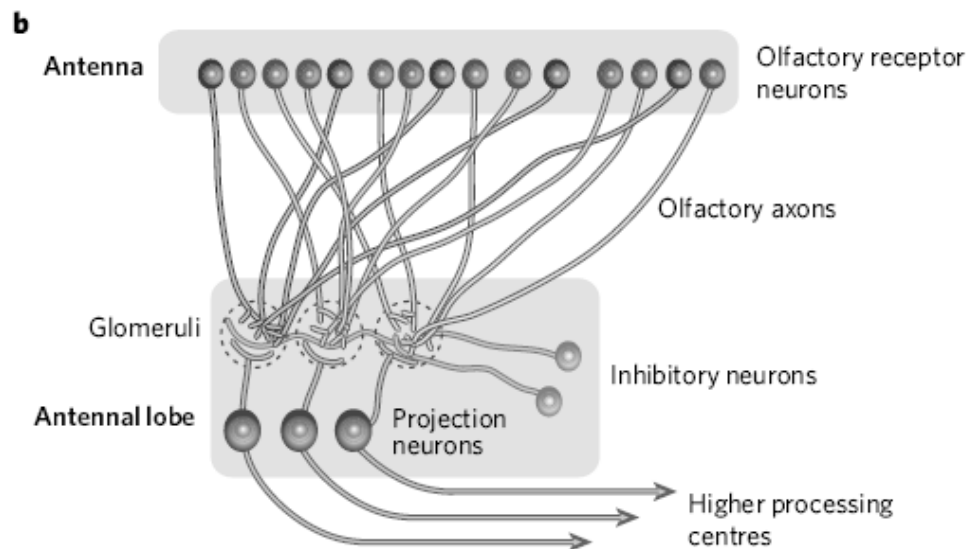 b
Antenna
Olfactory receptor
neurons
Olfactory axons
Glomeruli
Inhibitory neurons
Antennal lobe
Projection
neurons
Higher processing
centres